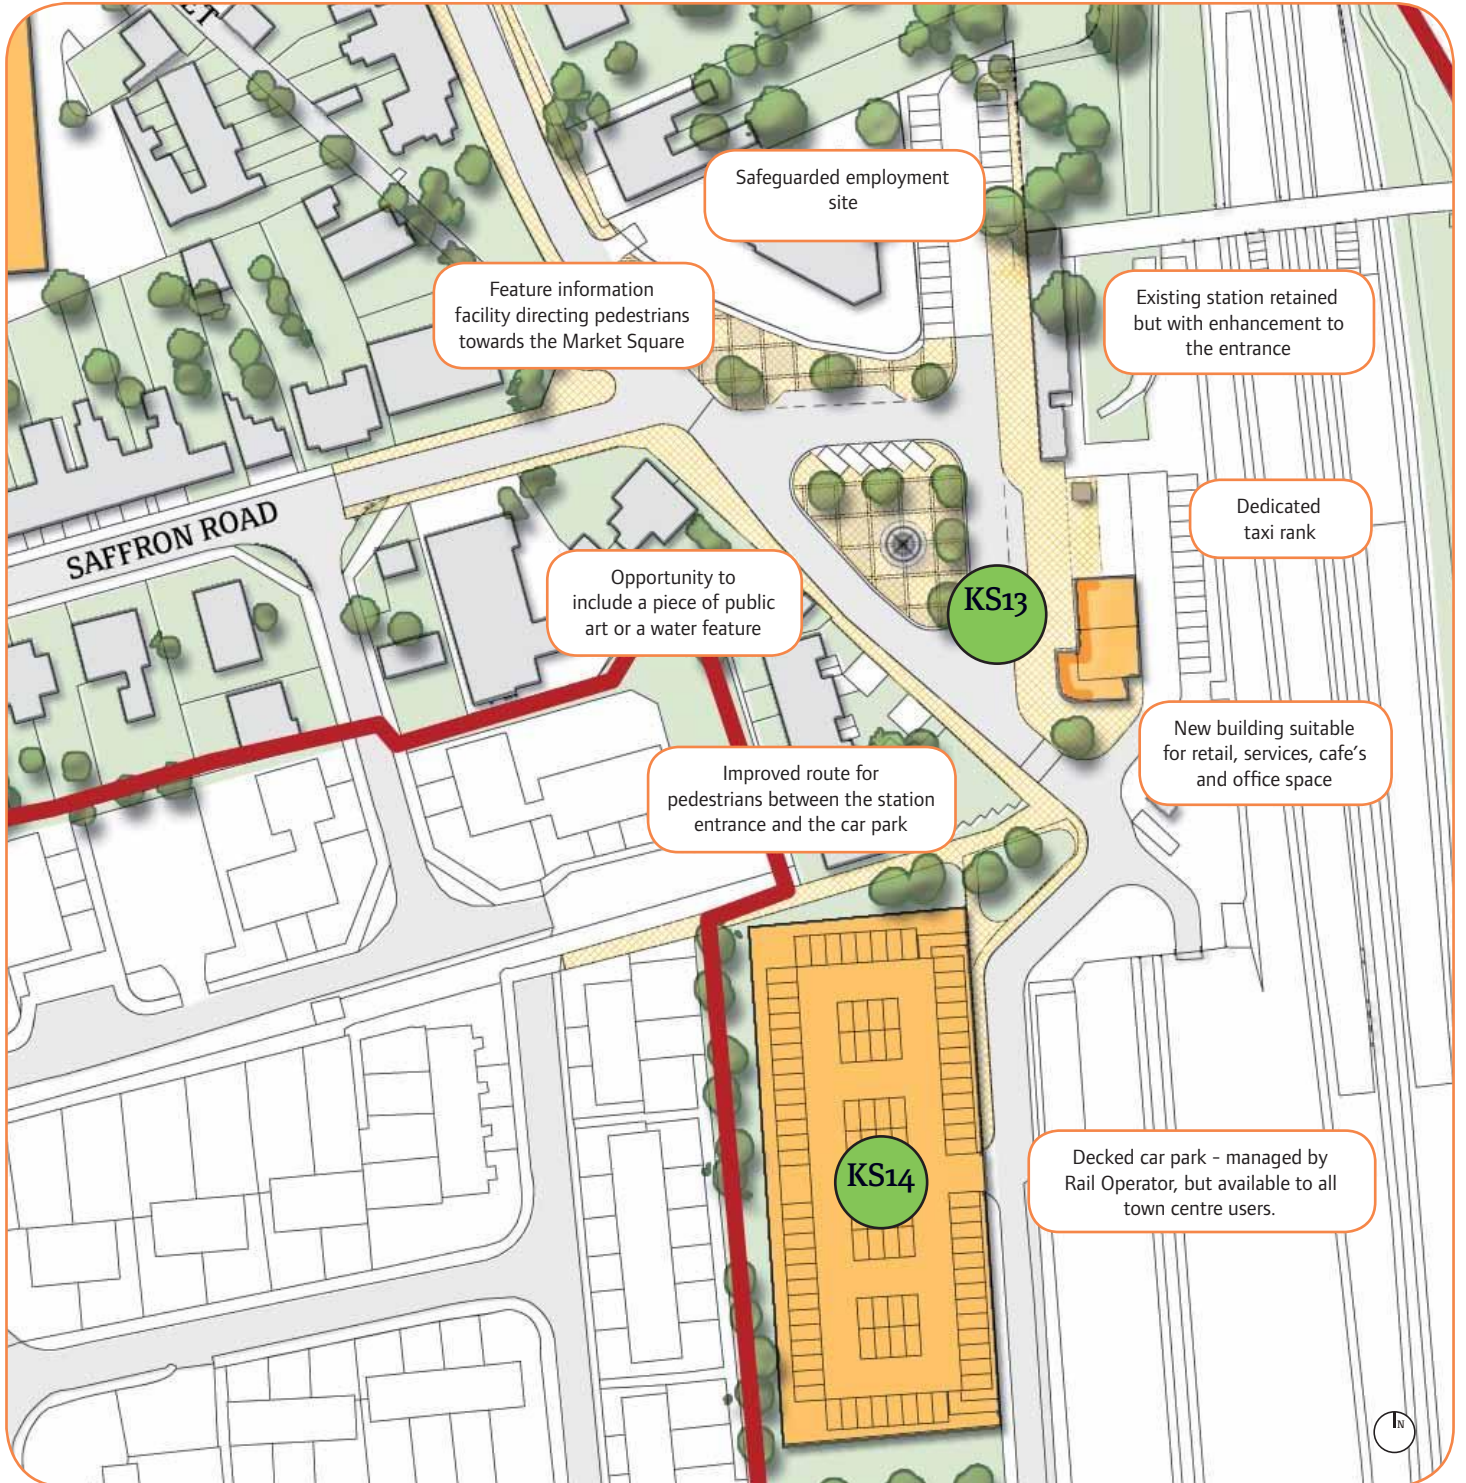 Safeguarded employment
site
Feature information
facility directing pedestrians
towards the Market Square
Existing station retained
but with enhancement to
the entrance
Dedicated
taxi rank
SAFFRON ROAD
Opportunity to
include a piece of public
art or a water feature
KS13
New building suitable
for retail, services, cafe's
and office space
Improved route for
pedestrians between the station
entrance and the car park
KS14
Decked car park - managed by
Rail Operator, but available to all
town centre users.
N